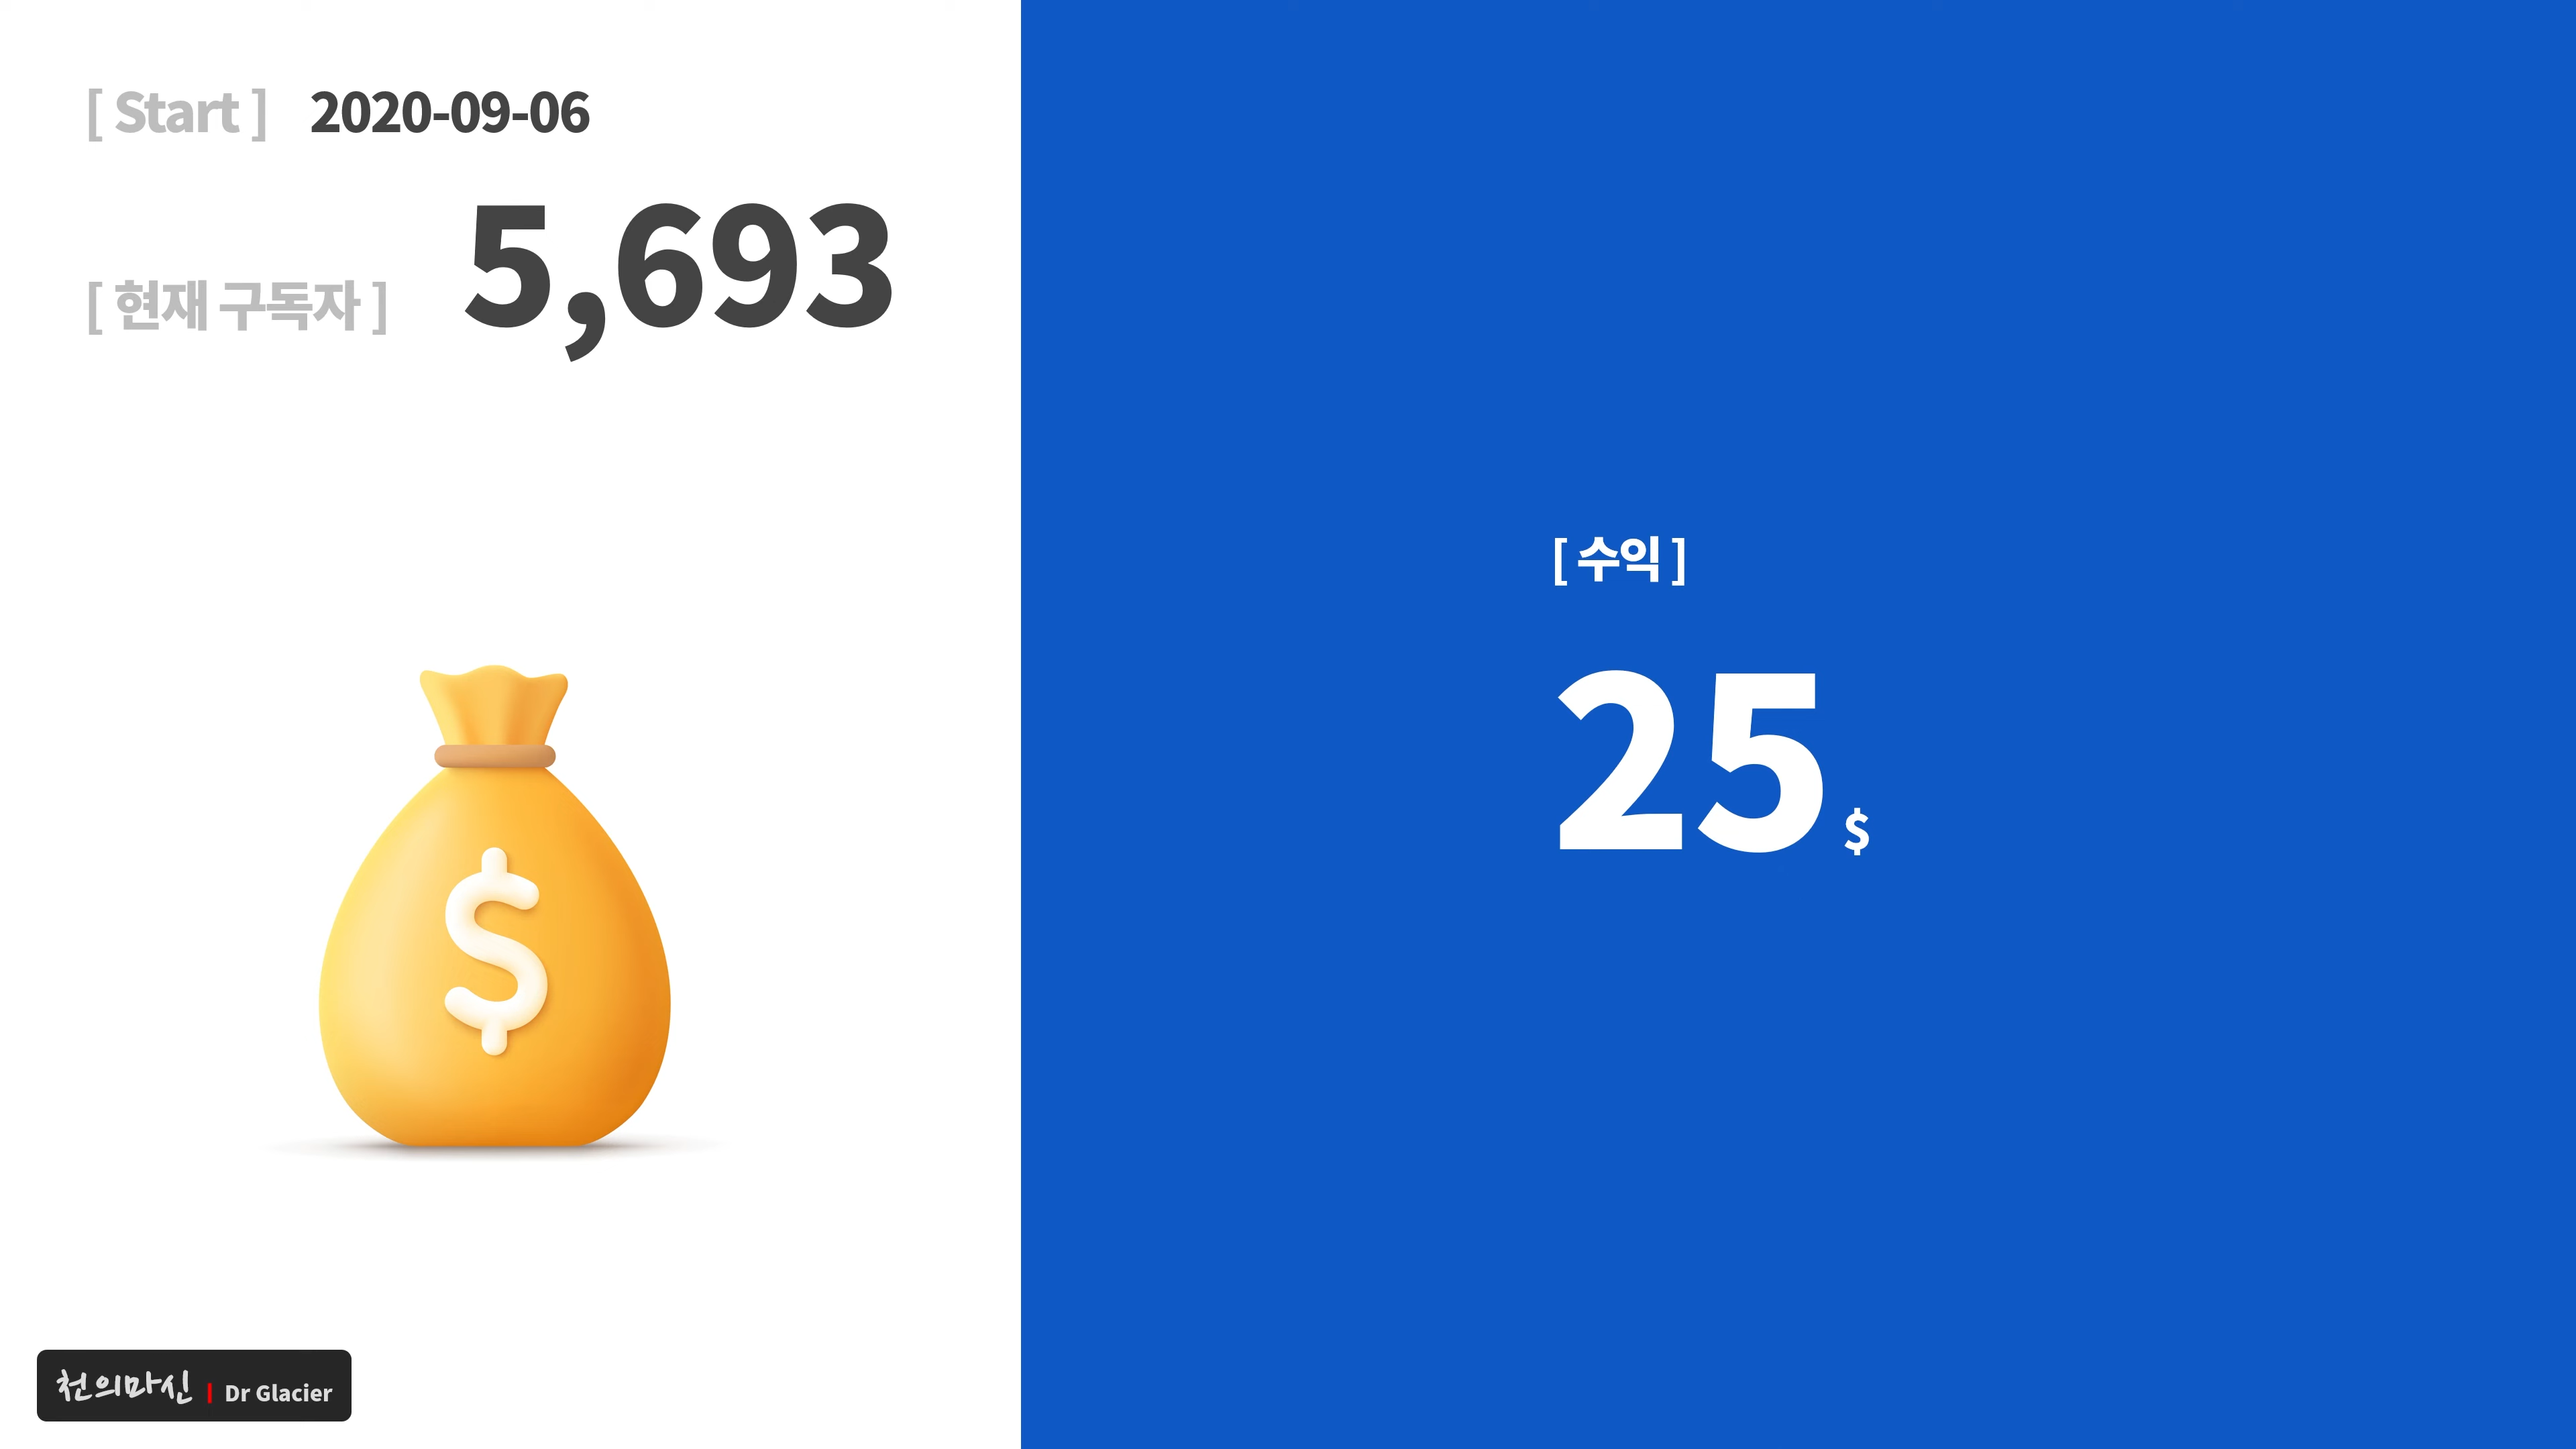 [ Start ] 2020-09-06
[ 현재 구독자 ] 5,693
[ 수익 ]
25 $
$
천의마신 | Dr Glacier